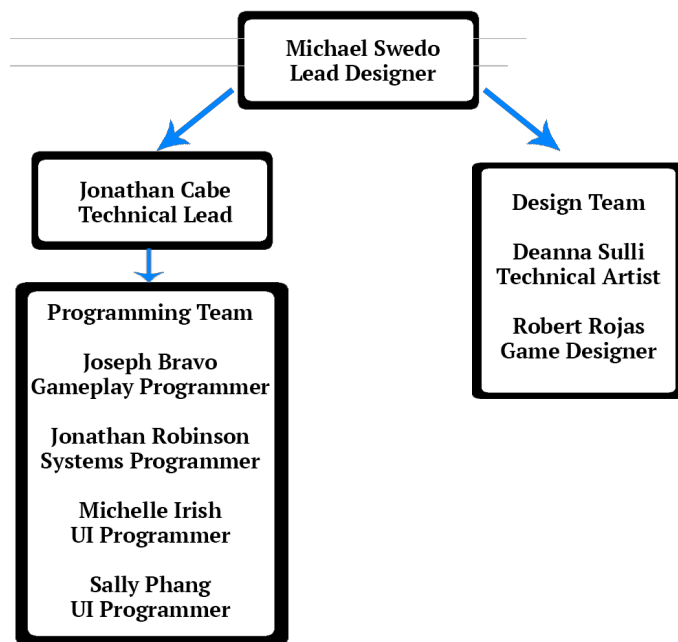 Michael Swedo
Lead Designer
Jonathan Cabe
Technical Lead
Design Team
Deanna Sulli
Technical Artist
Robert Rojas
Game Designer
Programming Team
Joseph Bravo
Gameplay Programmer
Jonathan Robinson
Systems Programmer
Michelle Irish
UI Programmer
Sally Phang
UI Programmer